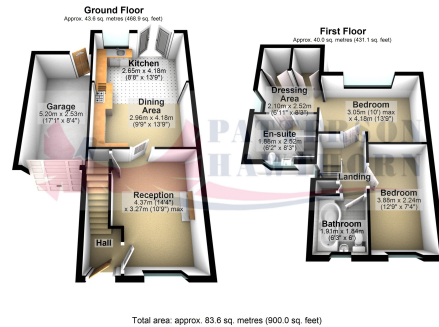 Ground Floor
Approx. 43.6 sq. metres (468.9 sq. feet)
Kitchen
2.65m x 4.18m
(8'8" x 13'9")
Garage
5.20m x 2.53m
(17'1" x 8'4")
Dining
Area
2.96m x 4.18m
(9'9" x 13'9")
Reception
4.37m (14'4")
x 3.27m (10'9") max
Hall
First Floor
Approx. 40.0 sq. metres (431.1 sq. feet)
Dressing
Area
2.10m x 2.52m
(6'11" x 8'3")
Bedroom
3.05m (10') max
x 4.18m (13'9")
En-suite
1.88m x 2.52m
(6'2" x 8'3")
Landing
Bedroom
3.88m x 2.24m
(12'9" x 7'4")
Bathroom
1.91m x 1.84m
(6'3" x 6')
Total area: approx. 83.6 sq. metres (900.0 sq. feet)